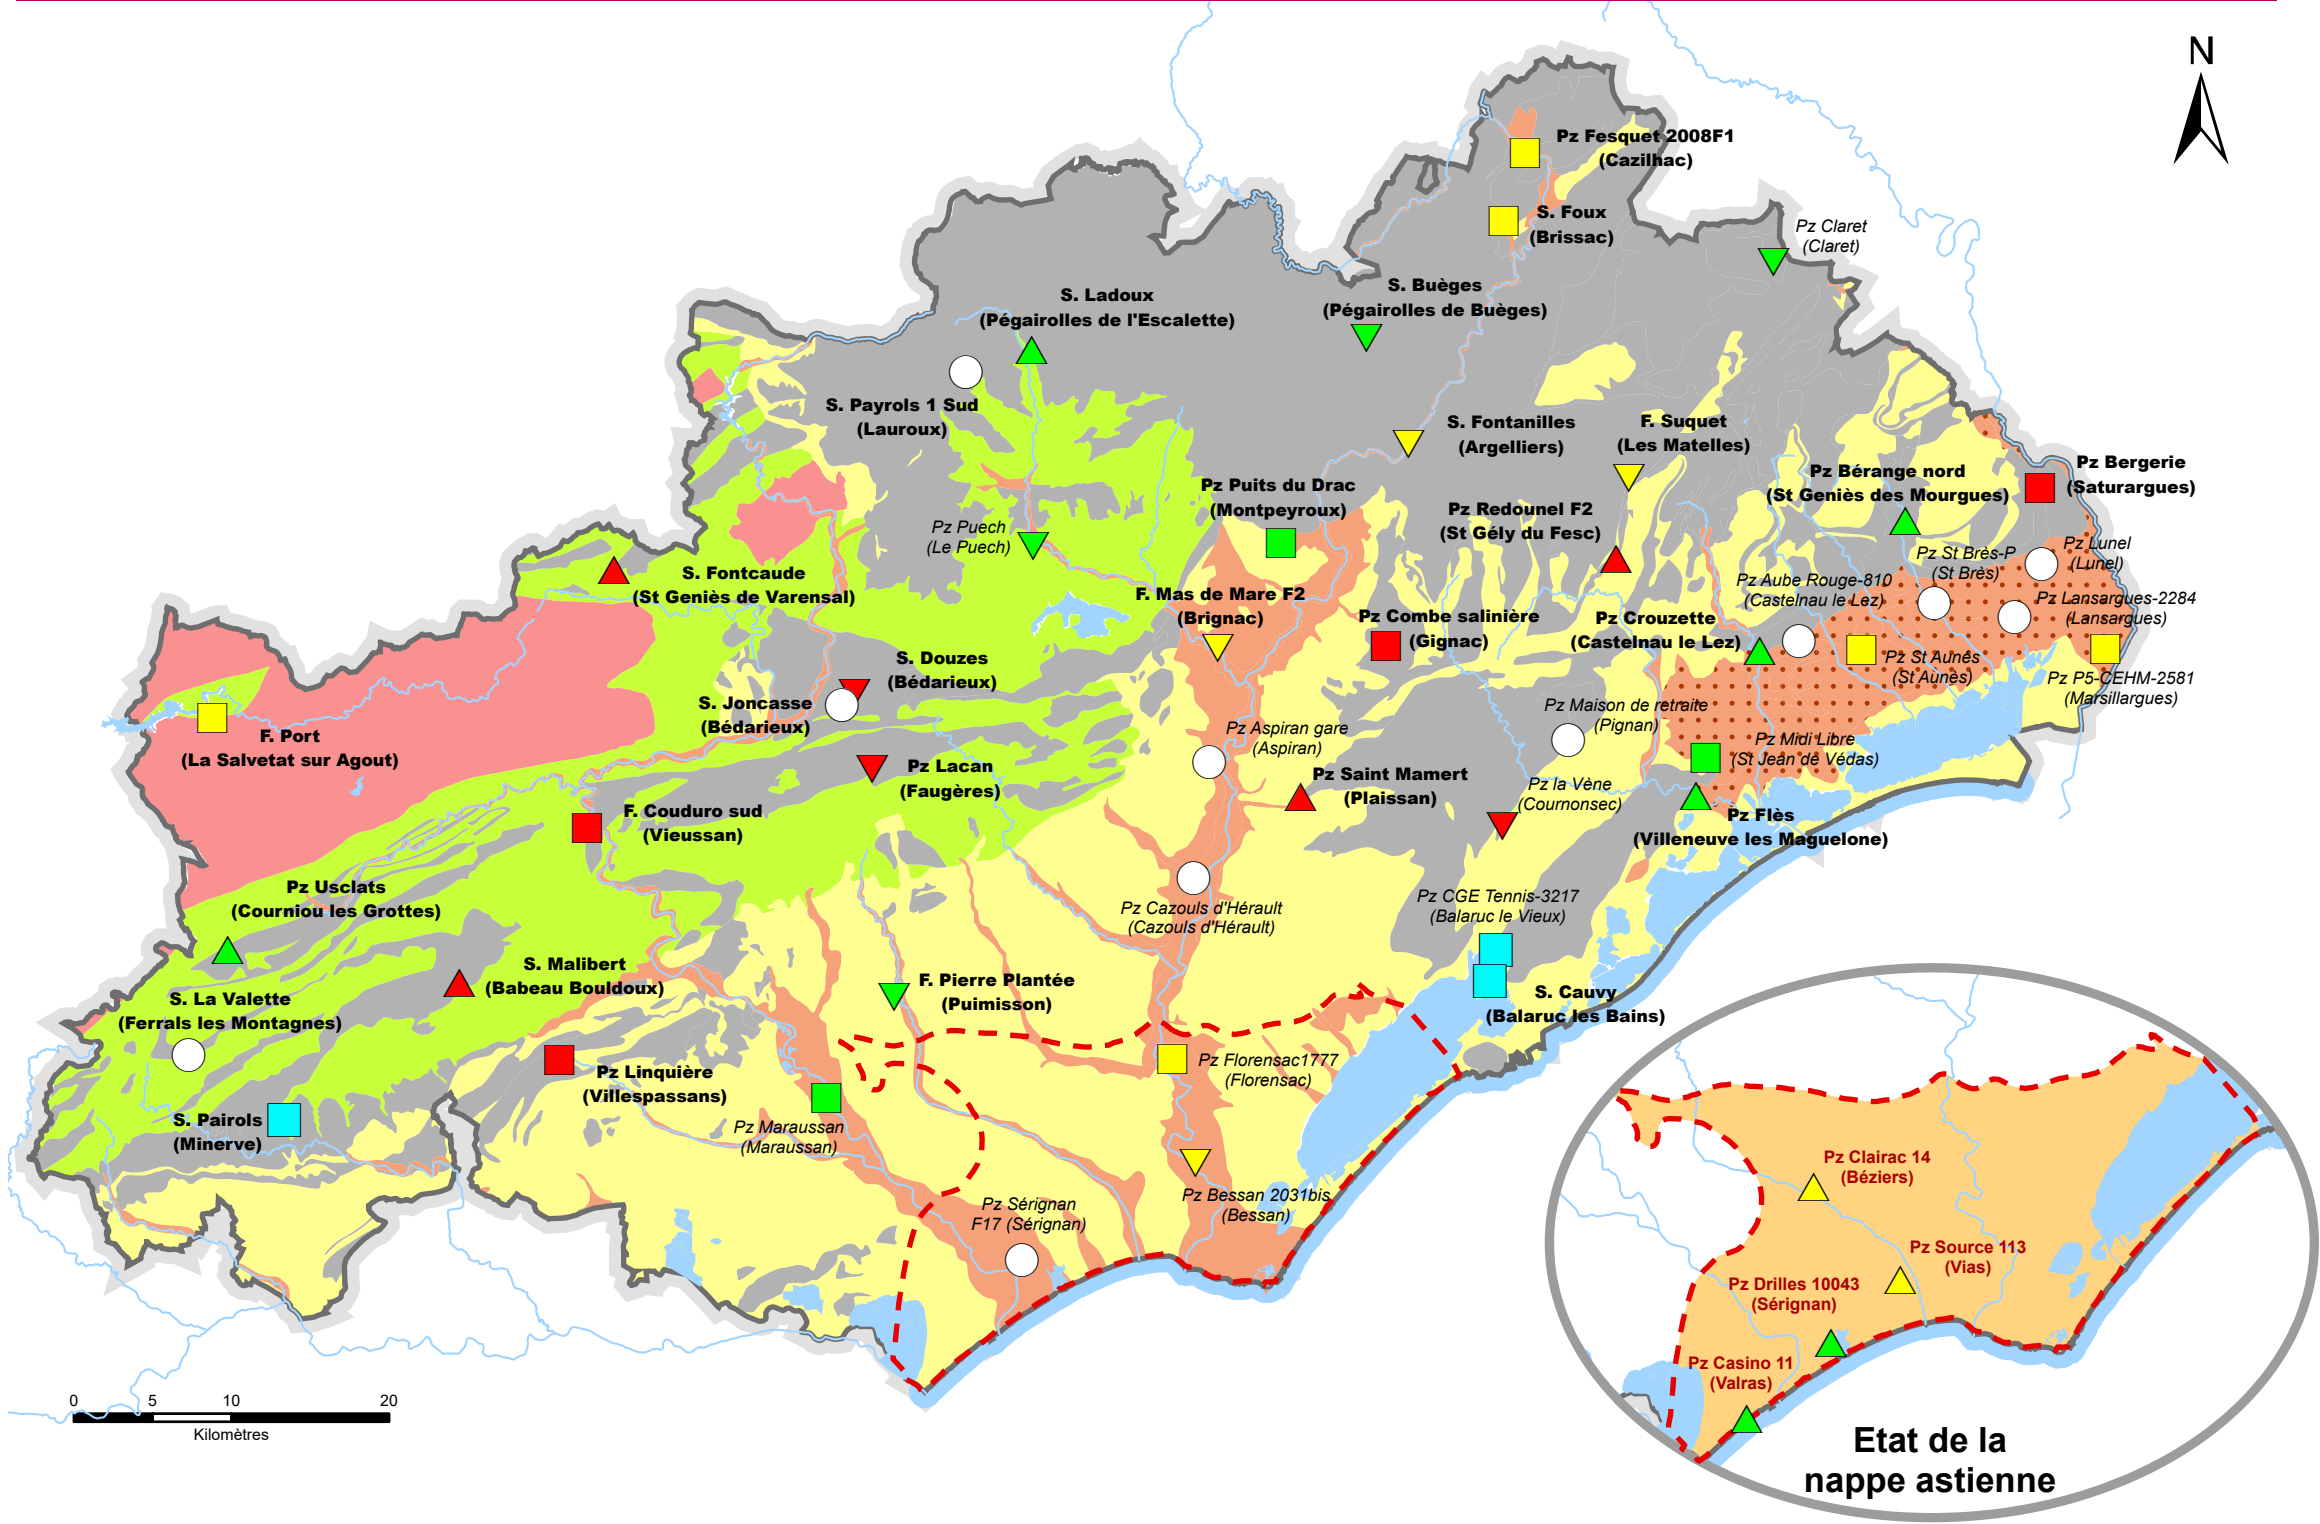 N
Pz Fesquet 2008F1
(Cazilhac)
S. Foux
(Brissac)
Pz Claret
(Claret)
S. Buèges
(Pégairolles de Buèges)
S. Ladoux
(Pégairolles de l'Escalette)
S. Payrols 1 Sud
(Lauroux)
S. Fontanilles
(Argelliers)
F. Suquet
(Les Matelles)
Pz Bérange nord
(St Geniès des Mourgues)
Pz Bergerie
(Saturargues)
Pz Puits du Drac
(Montpeyroux)
Pz Redounel F2
(St Gély du Fesc)
Pz Puech
(Le Puech)
Pz St Brès-P
(St Brès)
Pz Lunel
(Lunel)
S. Fontcaude
(St Geniès de Varensal)
Pz Aube Rouge-810
(Castelnau le Lez)
F. Mas de Mare F2
(Brignac)
Pz Lansargues-2284
(Lansargues)
Pz Combe salinière
(Gignac)
Pz Crouzette
(Castelnau le Lez)
S. Douzes
(Bédarieux)
Pz St Aunès
(St Aunès)
Pz P5-CEHM-2581
(Marsillargues)
S. Joncasse
(Bédarieux)
Pz Maison de retraite
(Pignan)
F. Port
(La Salvetat sur Agout)
Pz Aspiran gare
(Aspiran)
Pz Midi Libre
(St Jean de Védas)
Pz Lacan
(Faugères)
Pz Saint Mamert
(Plaissan)
Pz la Vène
(Cournonsec)
F. Couduro sud
(Vieussan)
Pz Flès
(Villeneuve les Maguelone)
Pz Usclats
(Courniou les Grottes)
Pz CGE Tennis-3217
(Balaruc le Vieux)
Pz Cazouls d'Hérault
(Cazouls d'Hérault)
S. Malibert
(Babeau Bouldoux)
F. Pierre Plantée
(Puimisson)
S. La Valette
(Ferrals les Montagnes)
S. Cauvy
(Balaruc les Bains)
Pz Florensac1777
(Florensac)
Pz Linquière
(Villespassans)
S. Pairols
(Minerve)
Pz Maraussan
(Maraussan)
Pz Bessan 2031bis
(Bessan)
Pz Sérignan
F17 (Sérignan)
Pz Clairac 14
(Béziers)
Pz Source 113
(Vias)
Pz Drilles 10043
(Sérignan)
Pz Casino 11
(Valras)
Etat de la
nappe astienne
0 5 10 20
Kilomètres